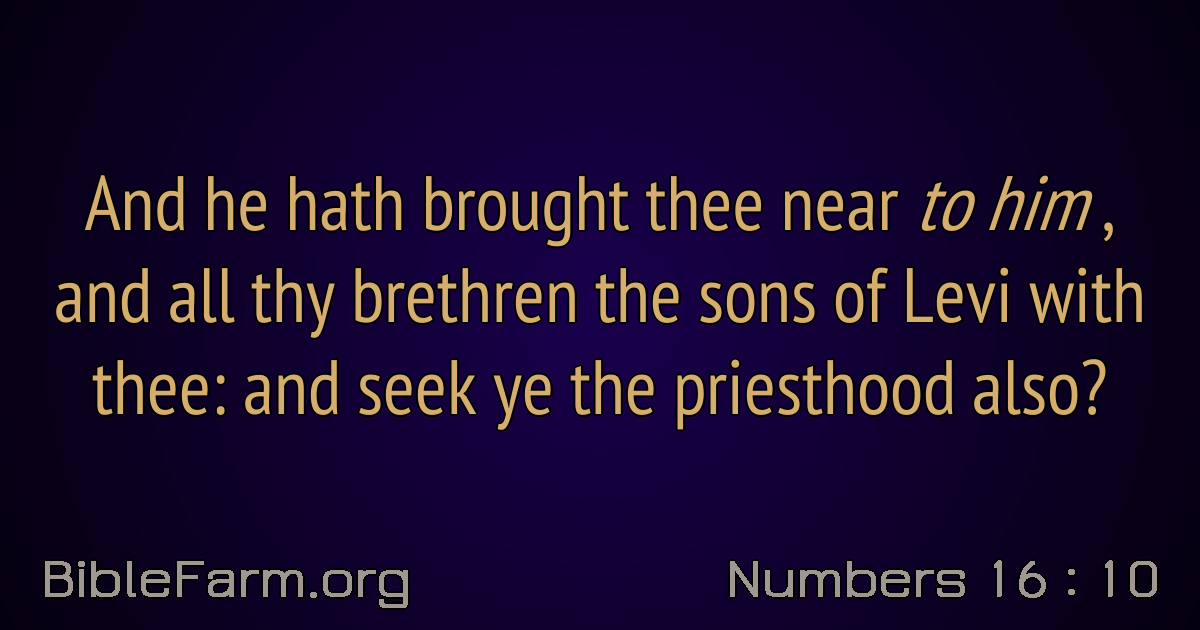 And he hath brought thee near to him ,
and all thy brethren the sons of Levi with
thee: and seek ye the priesthood also?
BibleFarm.org
Numbers 16 : 10